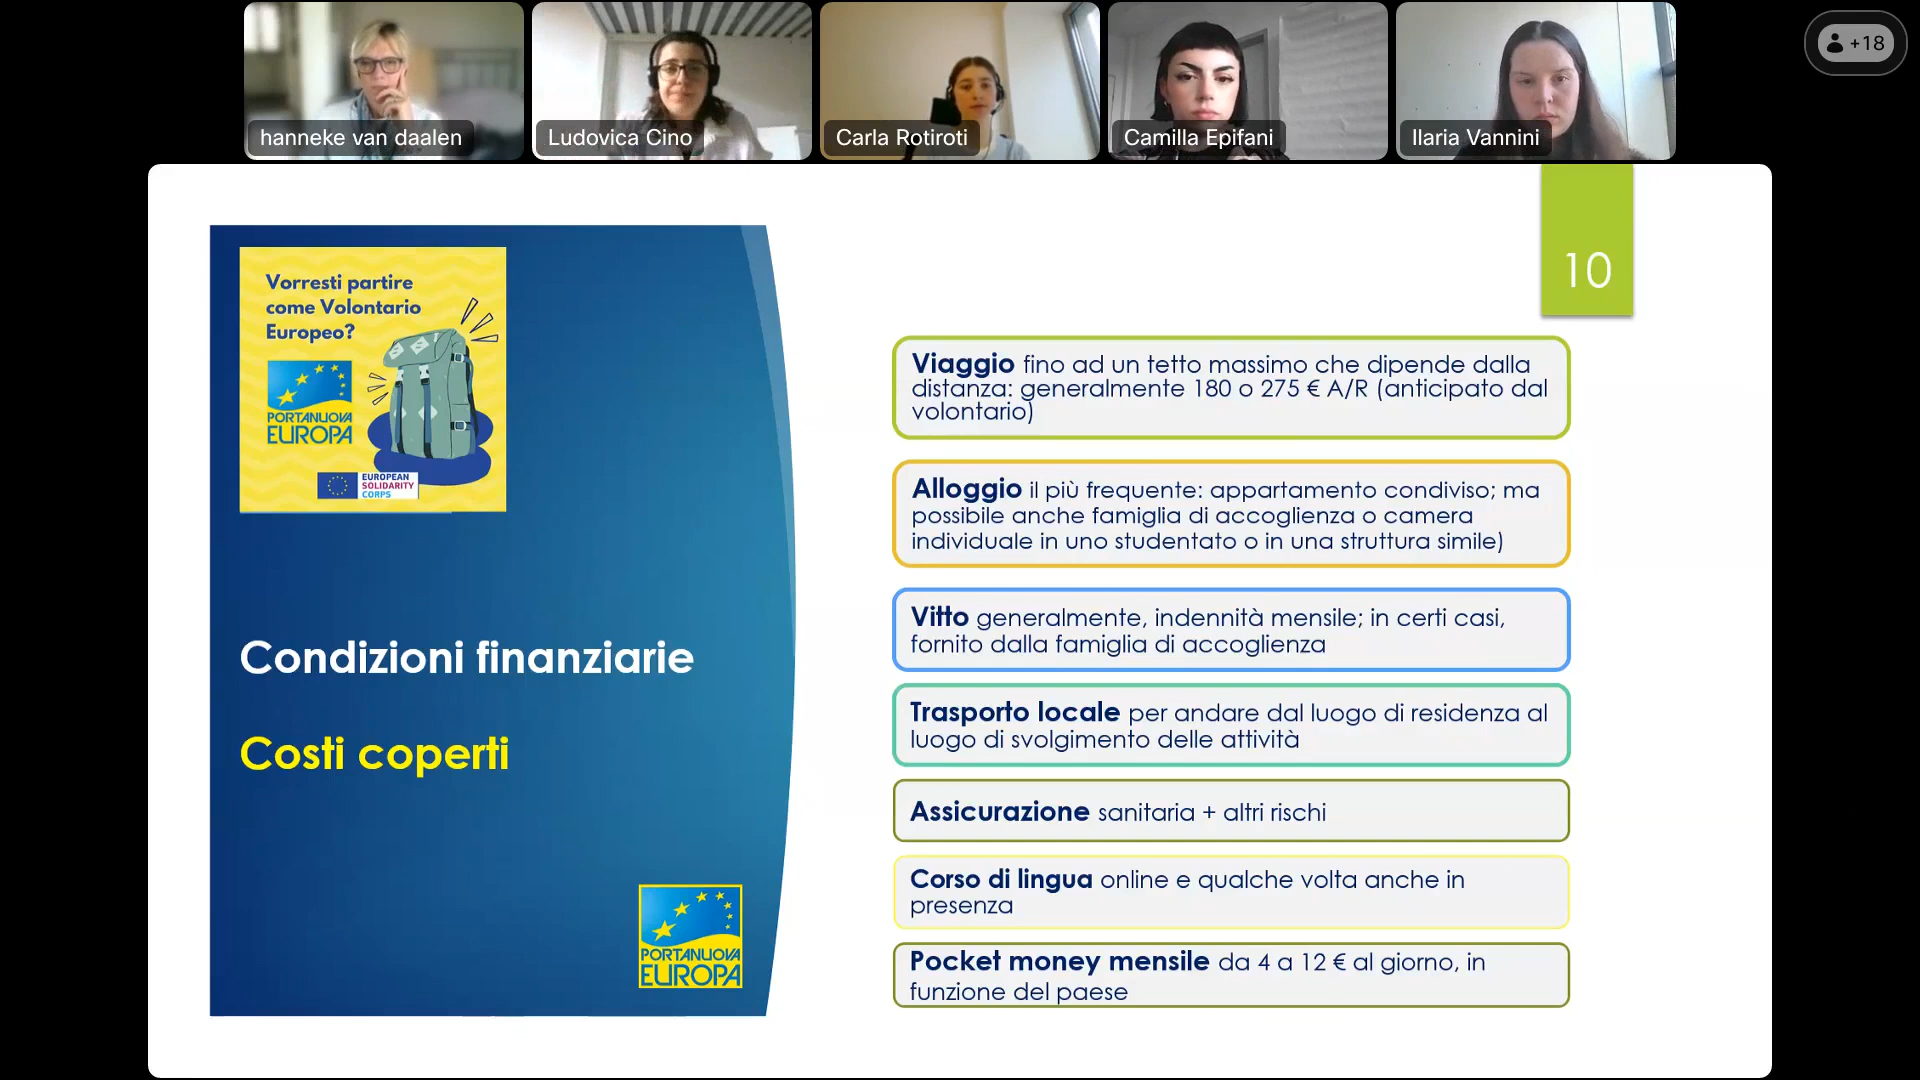 hanneke van daalen
Ludovica Cino
Carla Rotiroti
Camilla Epifani
Ilaria Vannini
+18
10
Vorresti partire
come Volontario
Europeo?
PORTANUOVA
EUROPA
EUROPEAN
SOLIDARITY
CORPS
Condizioni finanziarie
Costi coperti
PORTANUOVA
EUROPA
Viaggio fino ad un tetto massimo che dipende dalla
distanza: generalmente 180 o 275 € A/R (anticipato dal
volontario)
Alloggio il più frequente: appartamento condiviso; ma
possibile anche famiglia di accoglienza o camera
individuale in uno studentato o in una struttura simile)
Vitto generalmente, indennità mensile; in certi casi,
fornito dalla famiglia di accoglienza
Trasporto locale per andare dal luogo di residenza al
luogo di svolgimento delle attività
Assicurazione sanitaria + altri rischi
Corso di lingua online e qualche volta anche in
presenza
Pocket money mensile da 4 a 12 € al giorno, in
funzione del paese